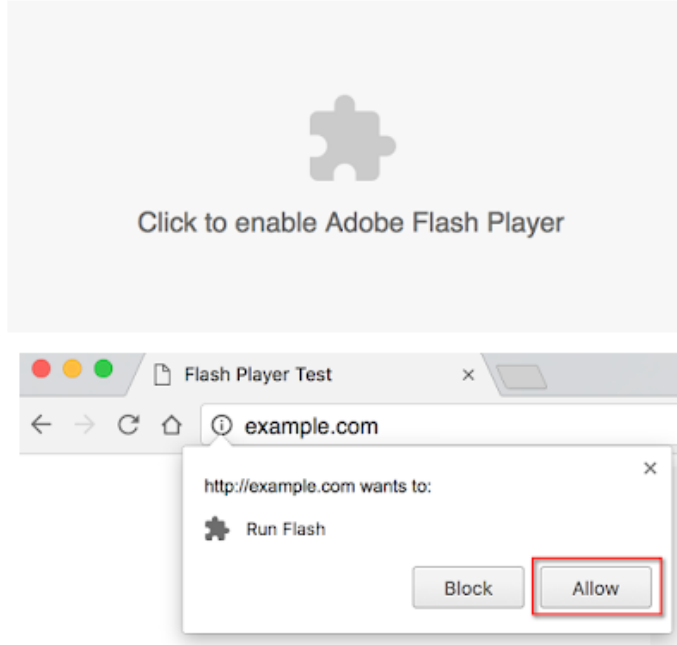 Click to enable Adobe Flash Player
Flash Player Test
example.com
http://example.com wants to:
Run Flash
Block
Allow